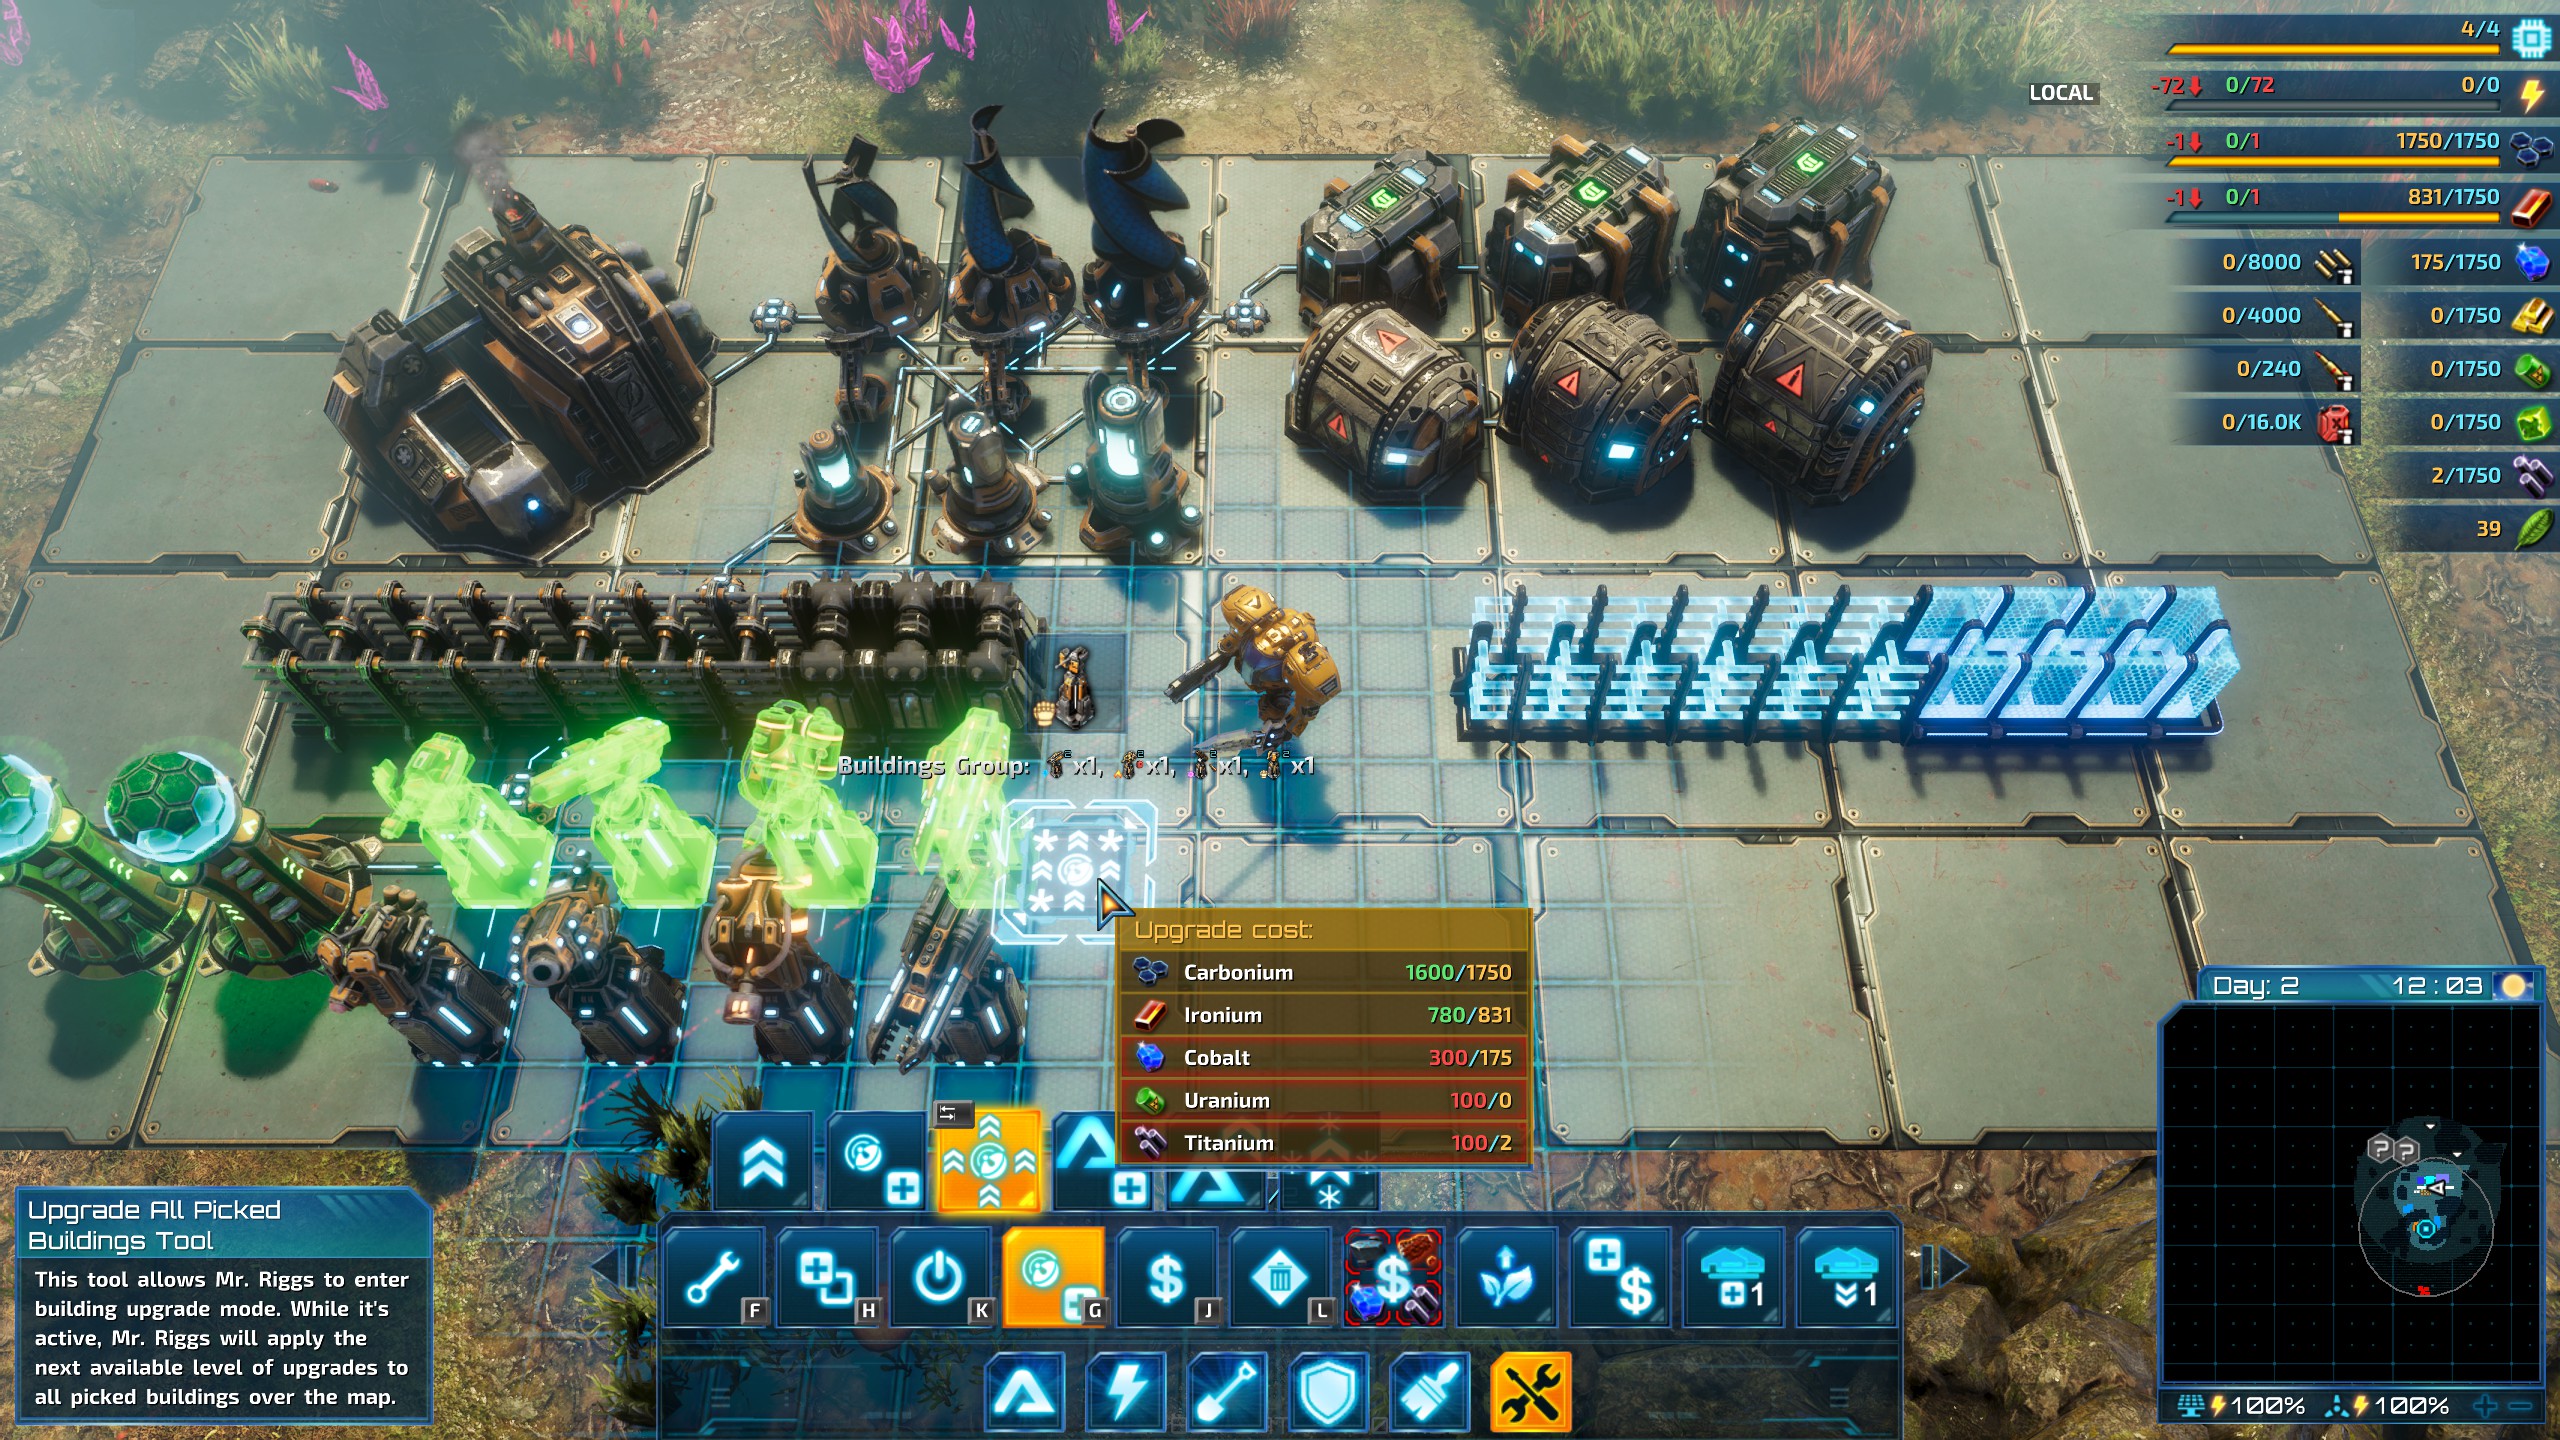 4/4
LOCAL
-72 0/72 0/0
-1 0/1 1750/1750
-1 0/1 831/1750
0/8000 175/1750
0/4000 0/1750
0/240 0/1750
0/16.0K 0/1750
2/1750
39
Buildings Group: x1, x1, x1, x1
Upgrade cost:
Carbonium 1600/1750
Ironium 780/831
Cobalt 300/175
Uranium 100/0
Titanium 100/2
Day: 2 12:03
Upgrade All Picked
Buildings Tool
This tool allows Mr. Riggs to enter
building upgrade mode. While it's
active, Mr. Riggs will apply the
next available level of upgrades to
all picked buildings over the map.
F H K G J L 1 1
100% 100%